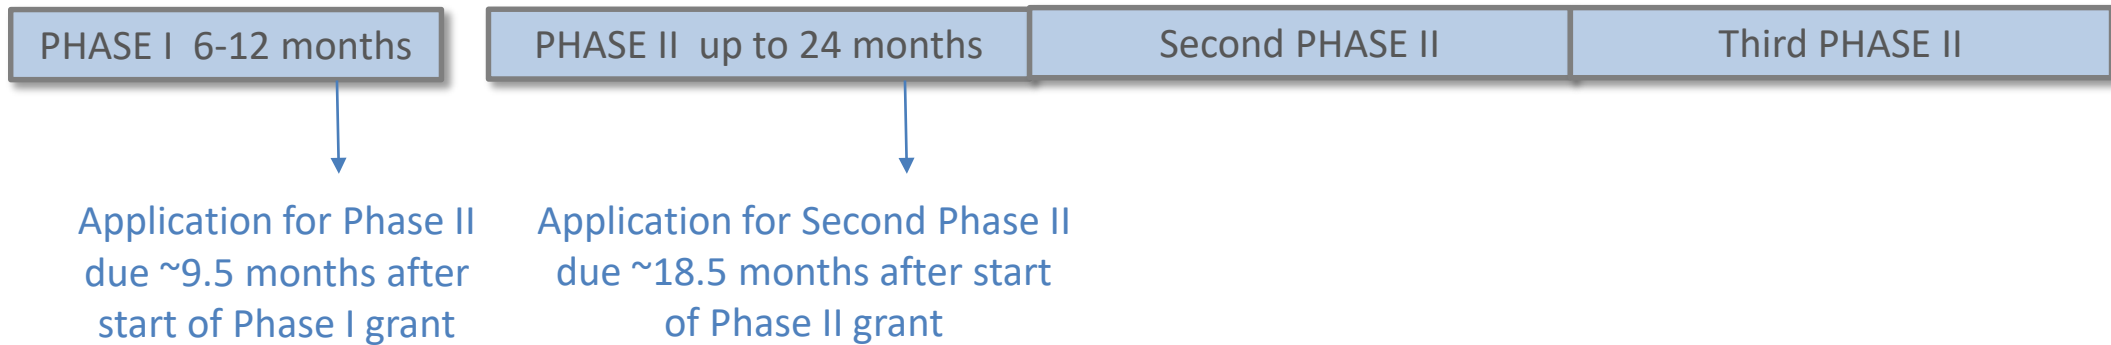 PHASE I  6-12 months
PHASE II  up to 24 months
Second PHASE II
Third PHASE II
Application for Phase II
due ~9.5 months after
start of Phase I grant
Application for Second Phase II
due ~18.5 months after start
of Phase II grant